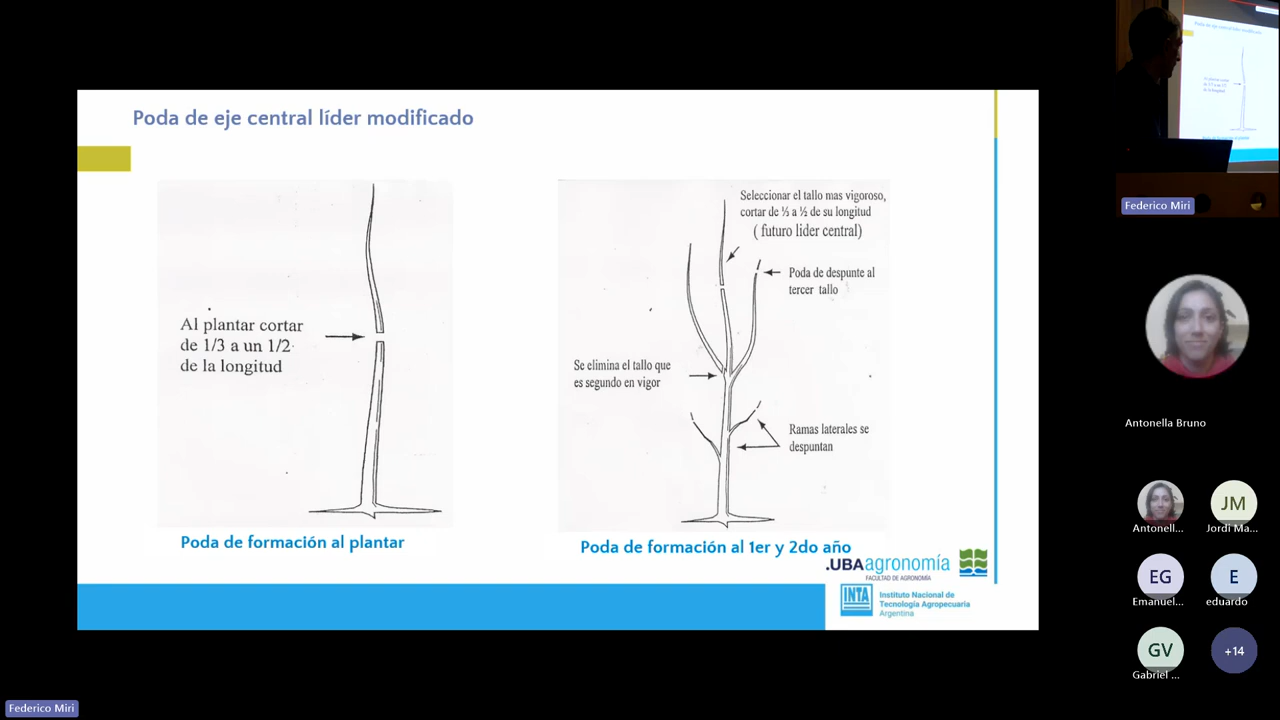 Poda de eje central líder modificado
Al plantar cortar
de 1/3 a un 1/2
de la longitud
Poda de formación al plantar
Seleccionar el tallo mas vigoroso,
cortar de ⅓ a ½ de su longitud
( futuro lider central)
Poda de despunte al
tercer tallo
Se elimina el tallo que
es segundo en vigor
Ramas laterales se
despuntan
Poda de formación al 1er y 2do año
.UBAagronomía
FACULTAD DE AGRONOMÍA
INTA
Instituto Nacional de
Tecnología Agropecuaria
Argentina
Federico Miri
Antonella Bruno
Antonell...
JM
Jordi Ma...
EG
Emanuel...
E
eduardo
GV
Gabriel ...
+14
Federico Miri